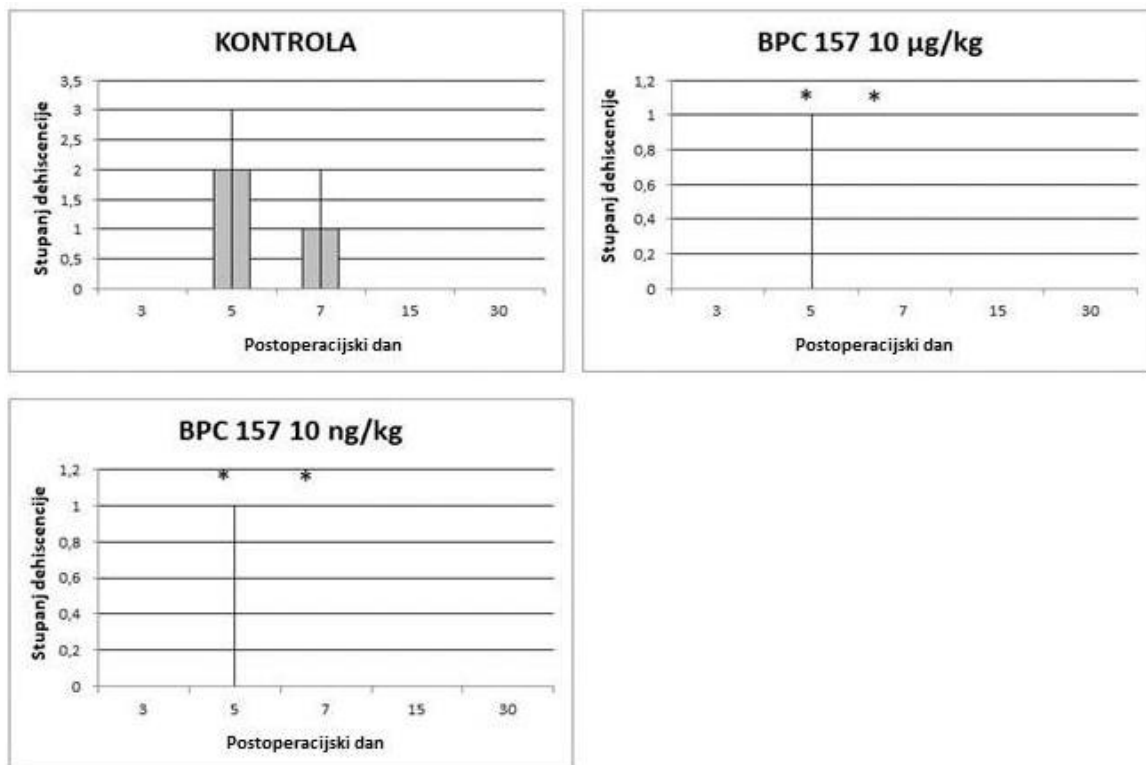 KONTROLA
Stupanj dehiscencije
3,5
3
2,5
2
1,5
1
0,5
0
3 5 7 15 30
Postoperacijski dan
BPC 157 10 µg/kg
Stupanj dehiscencije
1,2
* *
1
0,8
0,6
0,4
0,2
0
3 5 7 15 30
Postoperacijski dan
BPC 157 10 ng/kg
Stupanj dehiscencije
1,2
* *
1
0,8
0,6
0,4
0,2
0
3 5 7 15 30
Postoperacijski dan